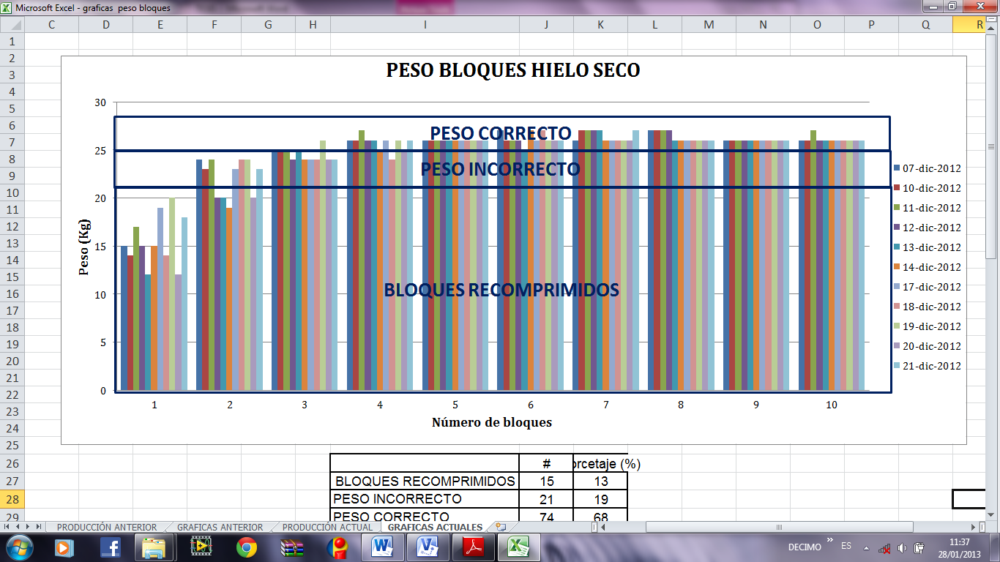 Microsoft Excel - graficas peso bloques
C D E F G H I J K L M N O P Q R
1
2
3
4
5
6
7
8
9
10
11
12
13
14
15
16
17
18
19
20
21
22
23
24
25
26
27
28
29
PESO BLOQUES HIELO SECO
30
25
20
15
10
5
0
Peso (Kg)
PESO CORRECTO
PESO INCORRECTO
BLOQUES RECOMPRIMIDOS
1 2 3 4 5 6 7 8 9 10
Número de bloques
07-dic-2012
10-dic-2012
11-dic-2012
12-dic-2012
13-dic-2012
14-dic-2012
17-dic-2012
18-dic-2012
19-dic-2012
20-dic-2012
21-dic-2012
# orcetaje (%)
BLOQUES RECOMPRIMIDOS 15 13
PESO INCORRECTO 21 19
PESO CORRECTO 74 68
PRODUCCIÓN ANTERIOR GRAFICAS ANTERIOR PRODUCCIÓN ACTUAL GRAFICAS ACTUALES
DECIMO » ES 11:37
28/01/2013